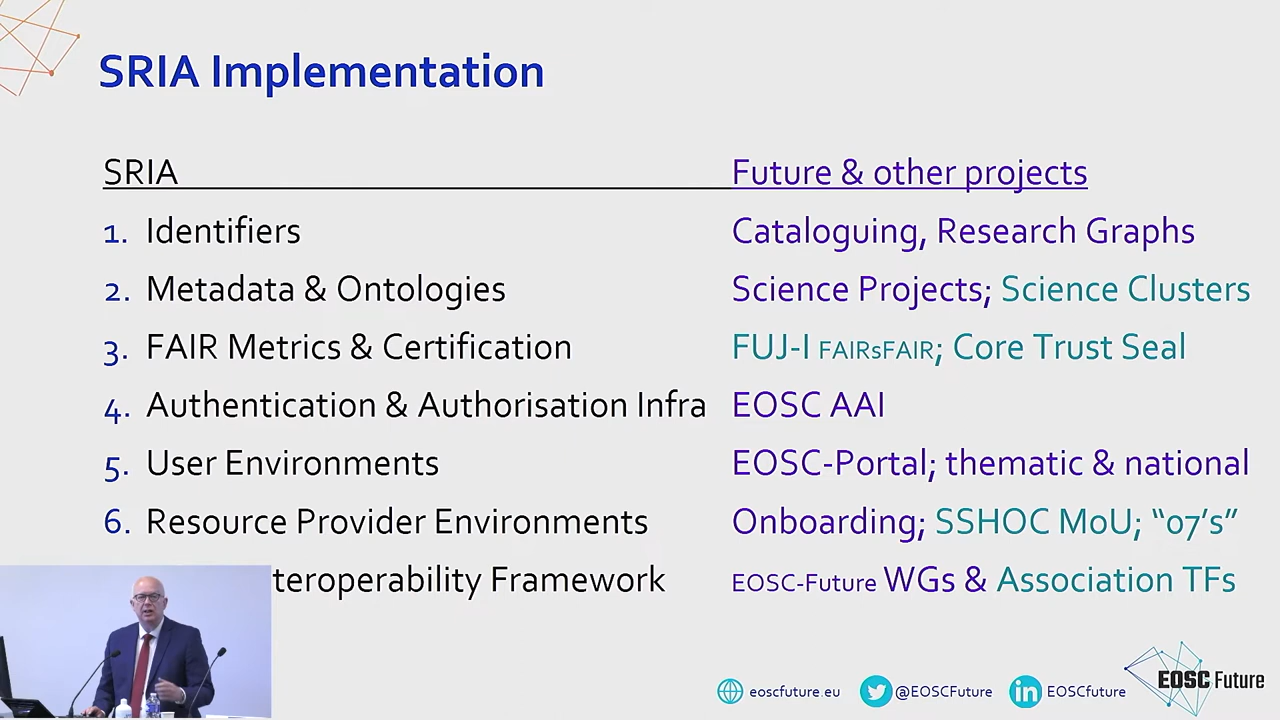 SRIA Implementation
SRIA Future & other projects
1. Identifiers Cataloguing, Research Graphs
2. Metadata & Ontologies Science Projects; Science Clusters
3. FAIR Metrics & Certification FUJ-I FAIRsFAIR; Core Trust Seal
4. Authentication & Authorisation Infra EOSC AAI
5. User Environments EOSC-Portal; thematic & national
6. Resource Provider Environments Onboarding; SSHOC MoU; “07’s”
teroperability Framework EOSC-Future WGs & Association TFs
eoscfuture.eu @EOSCFuture EOSCfuture EOSC Future